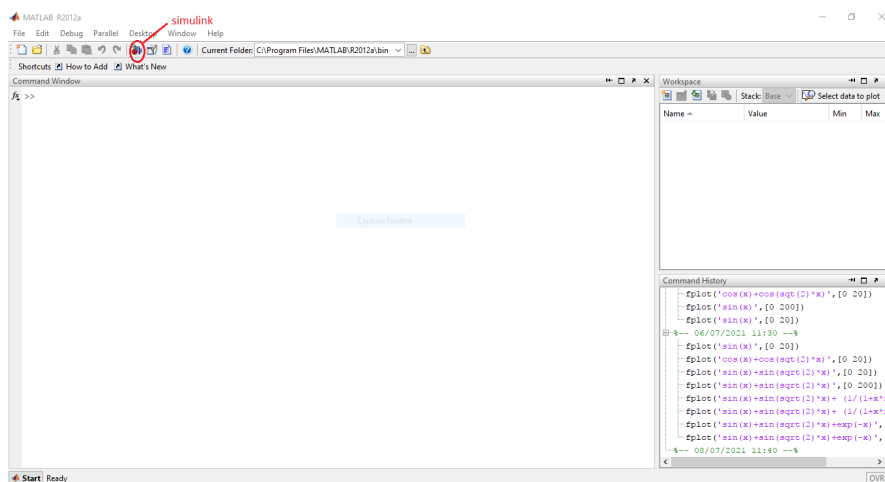 MATLAB R2012a
simulink
File Edit Debug Parallel Desktop Window Help
Current Folder: C:\Program Files\MATLAB\R2012a\bin
Shortcuts How to Add What's New
Command Window
fx >>
Capture Fenêtre
Workspace
Stack: Base Select data to plot
Name Value Min Max
Command History
fplot('cos(x)+cos(sqt(2)*x)',[0 20])
fplot('sin(x)',[0 200])
fplot('sin(x)',[0 20])
%-- 06/07/2021 11:30 --%
fplot('sin(x)',[0 20])
fplot('cos(x)+cos(sqt(2)*x)',[0 20])
fplot('sin(x)+sin(sqrt(2)*x)',[0 20])
fplot('sin(x)+sin(sqrt(2)*x)',[0 200])
fplot('sin(x)+sin(sqrt(2)*x)+ (1/(1+x*
fplot('sin(x)+sin(sqrt(2)*x)+ (1/(1+x*
fplot('sin(x)+sin(sqrt(2)*x)+exp(-x)',
fplot('sin(x)+sin(sqrt(2)*x)+exp(-x)',
%-- 08/07/2021 11:40 --%
Start Ready
OVR